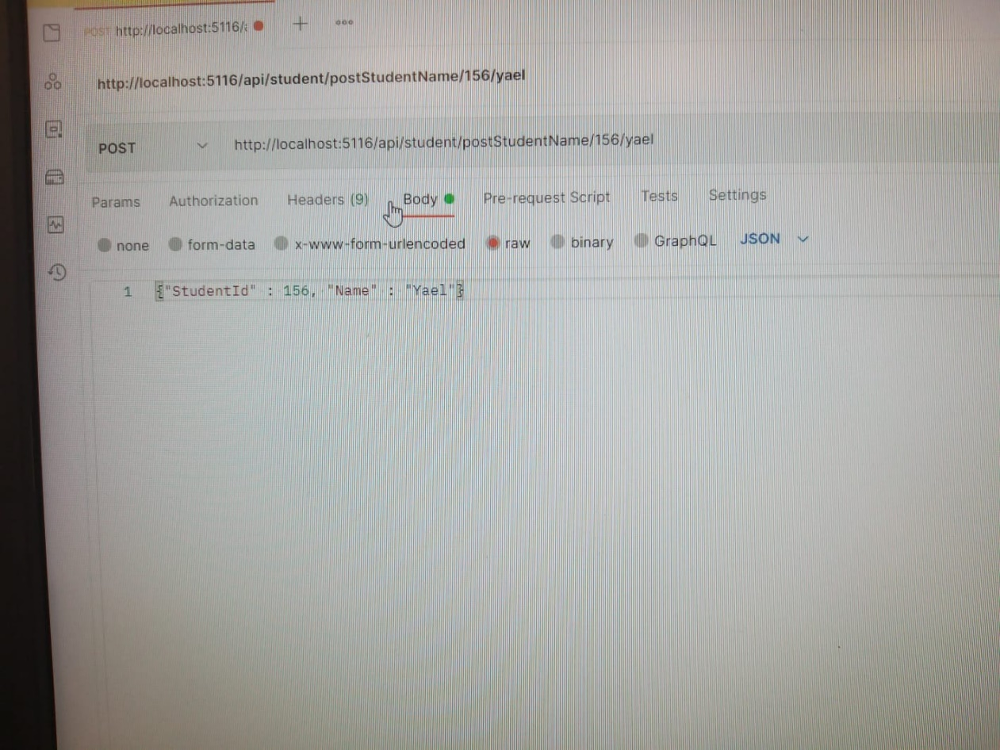 POST http://localhost:5116/
http://localhost:5116/api/student/postStudentName/156/yael
POST http://localhost:5116/api/student/postStudentName/156/yael
Params Authorization Headers (9) Body Pre-request Script Tests Settings
none form-data x-www-form-urlencoded raw binary GraphQL JSON
1 {"StudentId" : 156, "Name" : "Yael"}